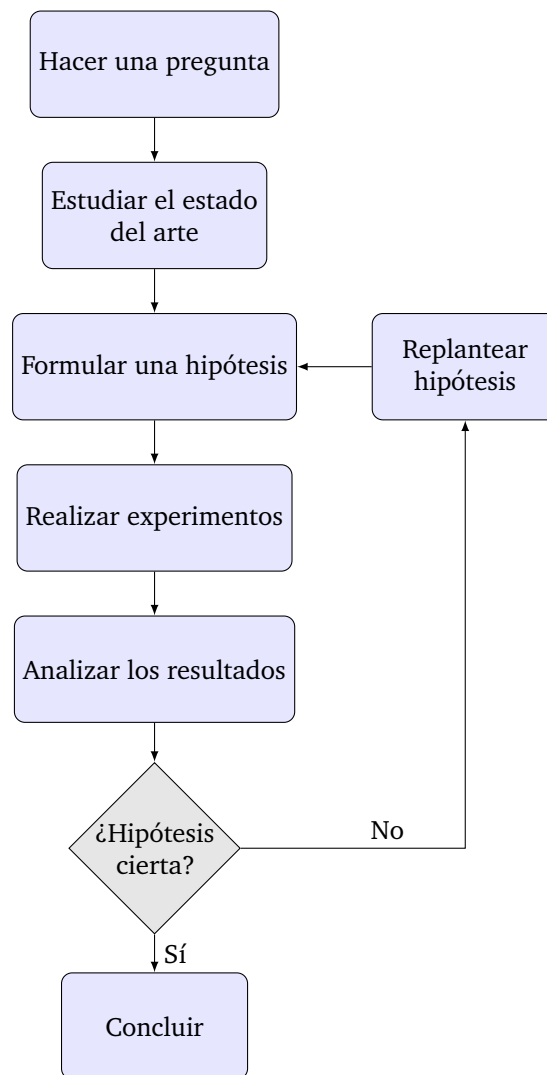 Hacer una pregunta
Estudiar el estado
del arte
Formular una hipótesis
Replantear
hipótesis
Realizar experimentos
Analizar los resultados
¿Hipótesis
cierta?
No
Sí
Concluir